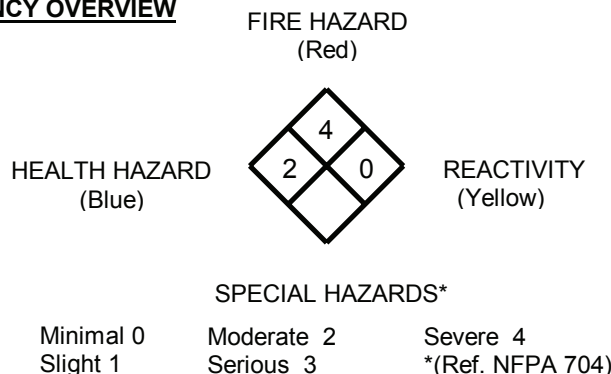 NCY OVERVIEW
FIRE HAZARD
(Red)
4
HEALTH HAZARD
(Blue)
2 0
REACTIVITY
(Yellow)
SPECIAL HAZARDS*
Minimal 0 Moderate 2 Severe 4
Slight 1 Serious 3 *(Ref. NFPA 704)